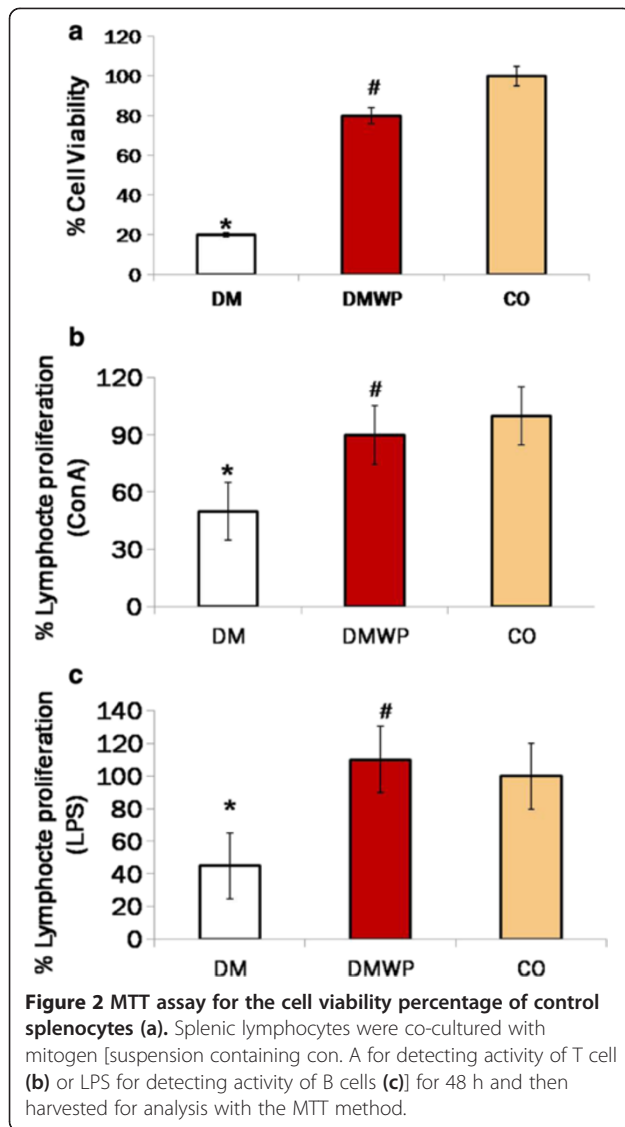 a
120
100
80
60
40
20
0
% Cell Viability
*
#
DM
DMWP
CO
b
120
90
60
30
0
% Lymphocte proliferation
(Con A)
*
#
DM
DMWP
CO
c
140
120
100
80
60
40
20
0
% Lymphocte proliferation
(LPS)
*
#
DM
DMWP
CO
Figure 2 MTT assay for the cell viability percentage of control
splenocytes (a). Splenic lymphocytes were co-cultured with
mitogen [suspension containing con. A for detecting activity of T cell
(b) or LPS for detecting activity of B cells (c)] for 48 h and then
harvested for analysis with the MTT method.